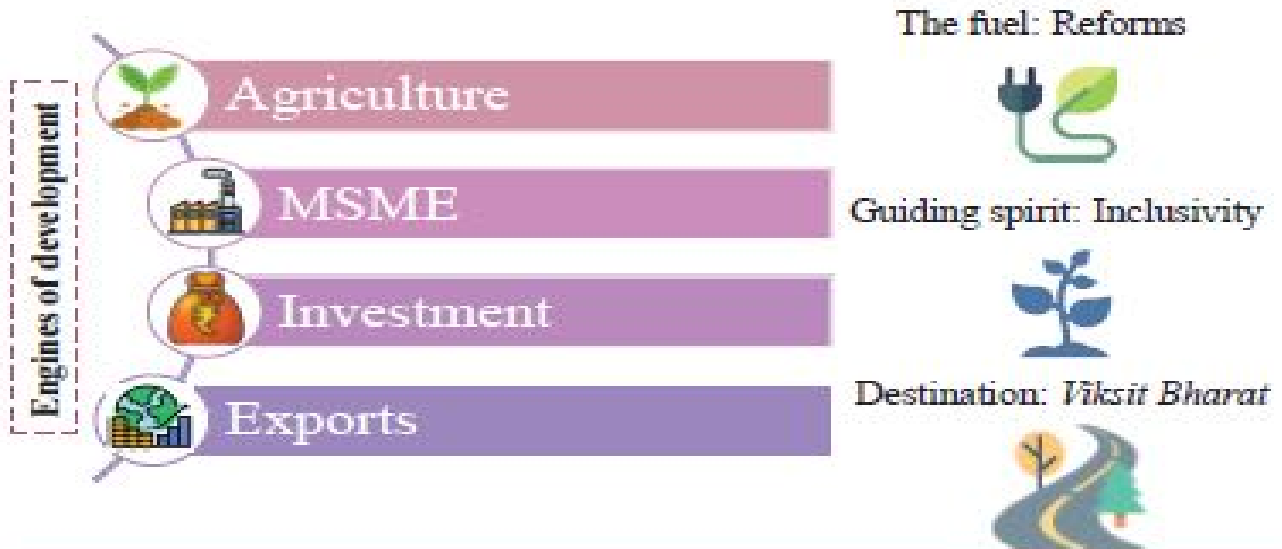 Engines of development
Agriculture
MSME
Investment
Exports
The fuel: Reforms
Guiding spirit: Inclusivity
Destination: Viksit Bharat